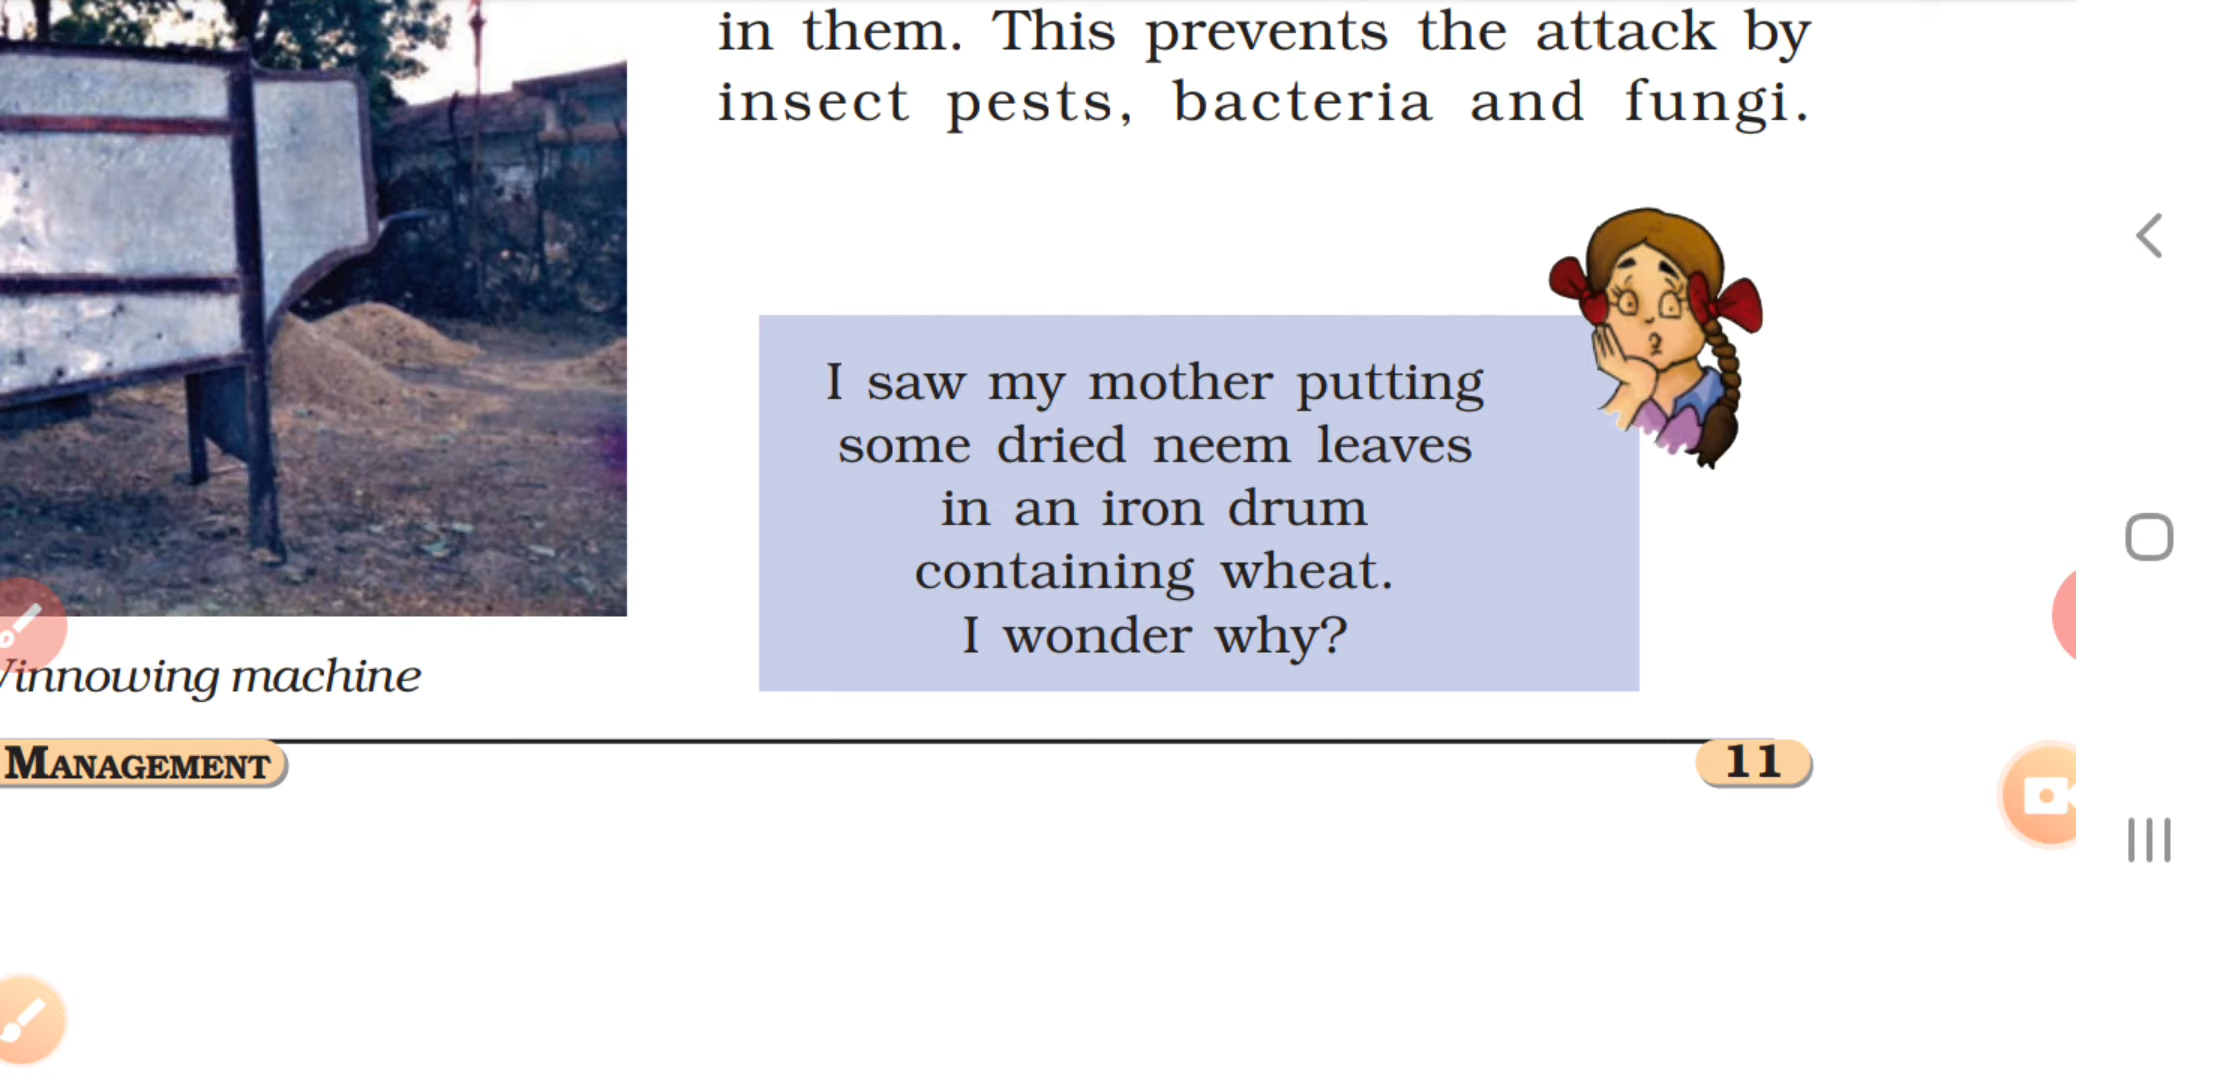 in them. This prevents the attack by
insect pests, bacteria and fungi.
I saw my mother putting
some dried neem leaves
in an iron drum
containing wheat.
I wonder why?
innowing machine
MANAGEMENT
11